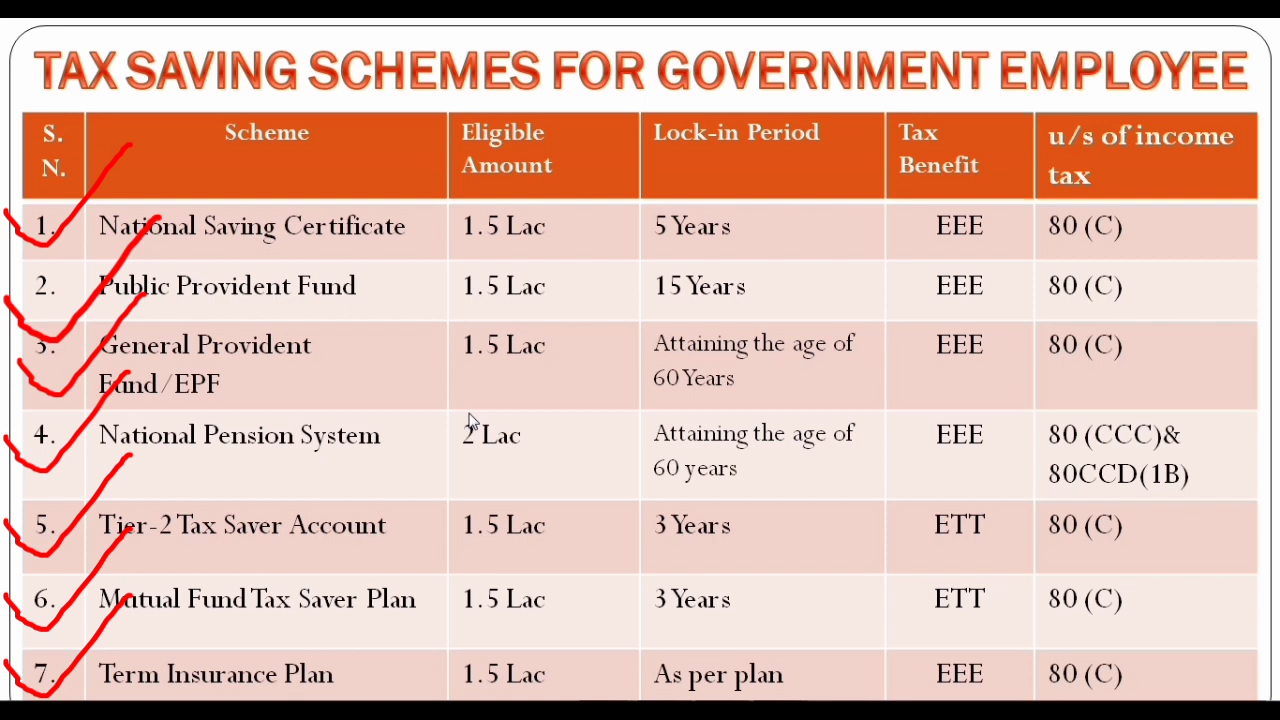 TAX SAVING SCHEMES FOR GOVERNMENT EMPLOYEE
S. N. Scheme Eligible Amount Lock-in Period Tax Benefit u/s of income tax
1. National Saving Certificate 1.5 Lac 5 Years EEE 80 (C)
2. Public Provident Fund 1.5 Lac 15 Years EEE 80 (C)
3. General Provident Fund/EPF 1.5 Lac Attaining the age of 60 Years EEE 80 (C)
4. National Pension System 2 Lac Attaining the age of 60 years EEE 80 (CCC)& 80CCD(1B)
5. Tier-2 Tax Saver Account 1.5 Lac 3 Years ETT 80 (C)
6. Mutual Fund Tax Saver Plan 1.5 Lac 3 Years ETT 80 (C)
7. Term Insurance Plan 1.5 Lac As per plan EEE 80 (C)